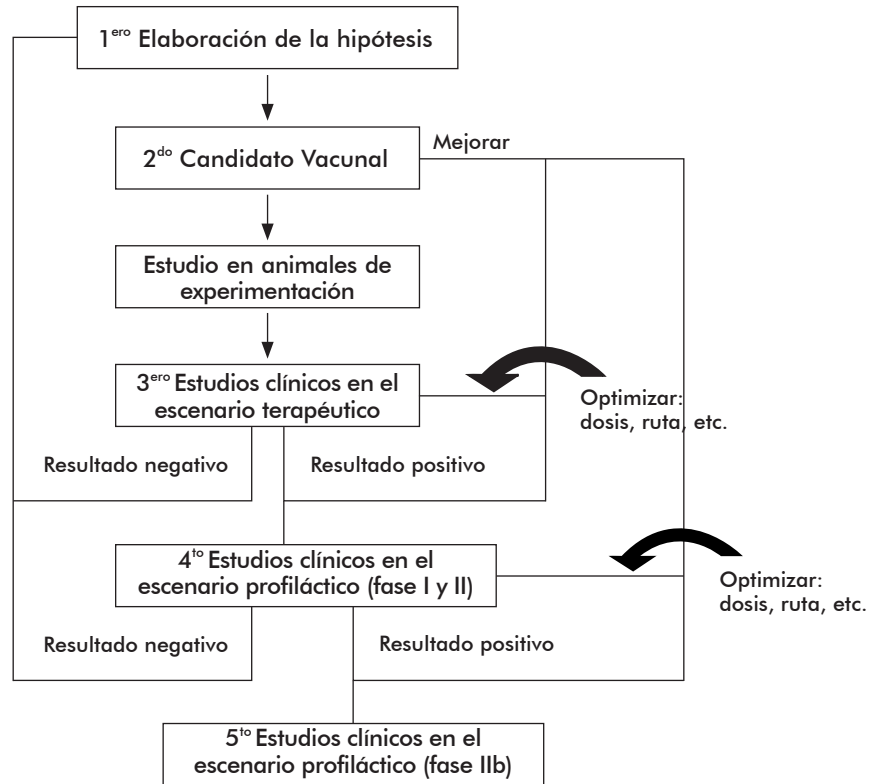 1ero Elaboración de la hipótesis
Mejorar
2do Candidato Vacunal
Estudio en animales de
experimentación
3ero Estudios clínicos en el
escenario terapéutico
Optimizar:
dosis, ruta, etc.
Resultado negativo
Resultado positivo
4to Estudios clínicos en el
escenario profiláctico (fase I y II)
Optimizar:
dosis, ruta, etc.
Resultado negativo
Resultado positivo
5to Estudios clínicos en el
escenario profiláctico (fase IIb)